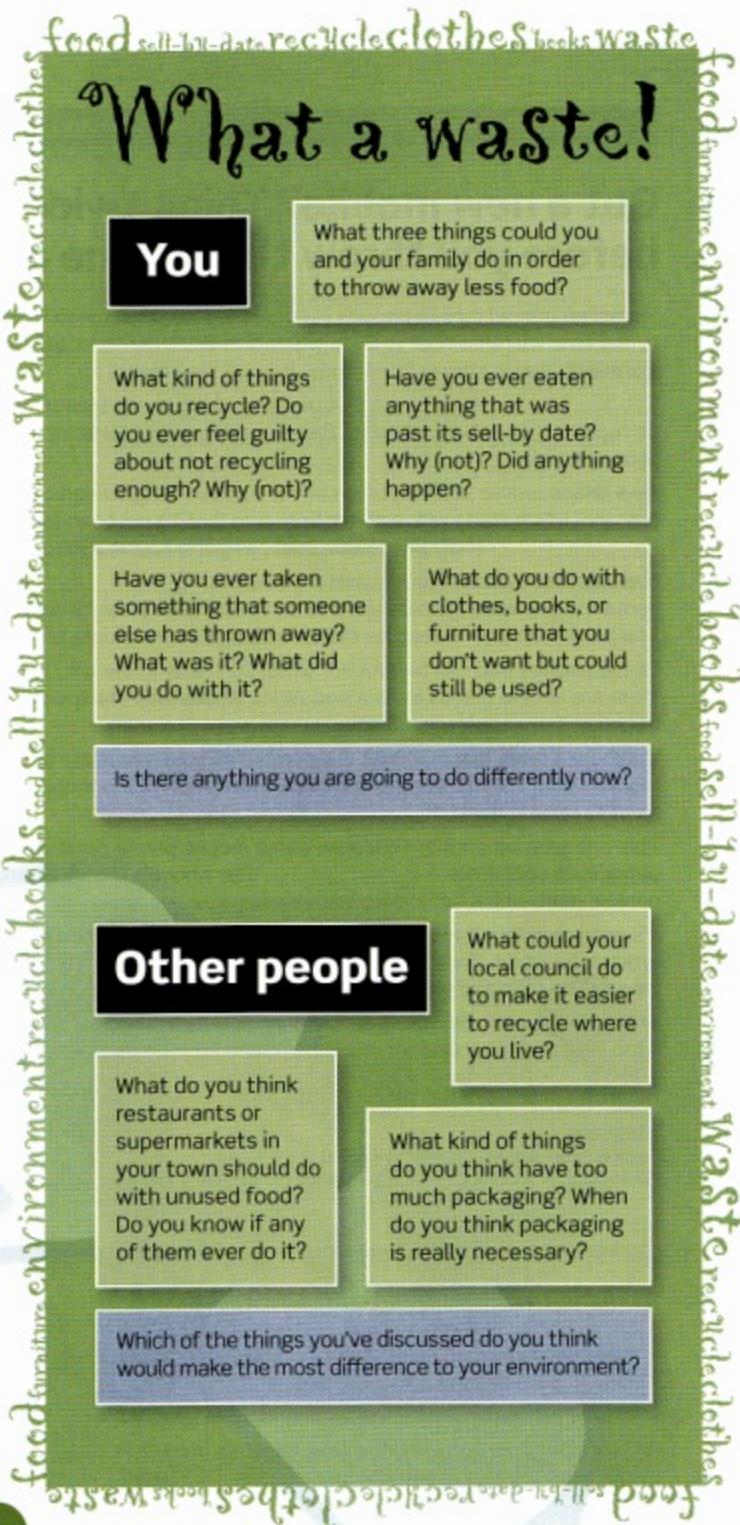 food sell-by-date recycle clothes books waste
What a waste!
You
What three things could you
and your family do in order
to throw away less food?
What kind of things
do you recycle? Do
you ever feel guilty
about not recycling
enough? Why (not)?
Have you ever eaten
anything that was
past its sell-by date?
Why (not)? Did anything
happen?
Have you ever taken
something that someone
else has thrown away?
What was it? What did
you do with it?
What do you do with
clothes, books, or
furniture that you
don't want but could
still be used?
Is there anything you are going to do differently now?
Other people
What could your
local council do
to make it easier
to recycle where
you live?
What do you think
restaurants or
supermarkets in
your town should do
with unused food?
Do you know if any
of them ever do it?
What kind of things
do you think have too
much packaging? When
do you think packaging
is really necessary?
Which of the things you've discussed do you think
would make the most difference to your environment?
food furniture environment recycle books food sell-by-date environment waste recycle clothes
food furniture environment recycle books food sell-by-date environment waste recycle clothes
food sell-by-date recycle clothes books waste